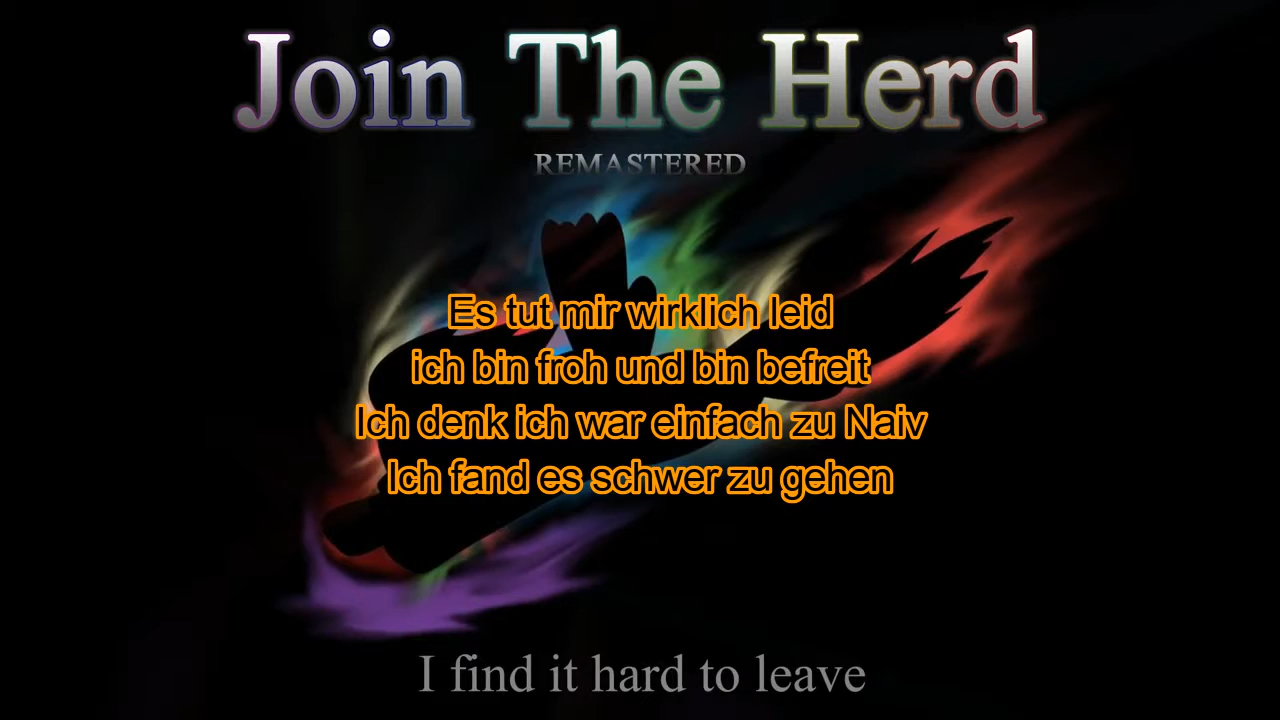 Join The Herd
REMASTERED
Es tut mir wirklich leid
ich bin froh und bin befreit
Ich denk ich war einfach zu Naiv
Ich fand es schwer zu gehen
I find it hard to leave